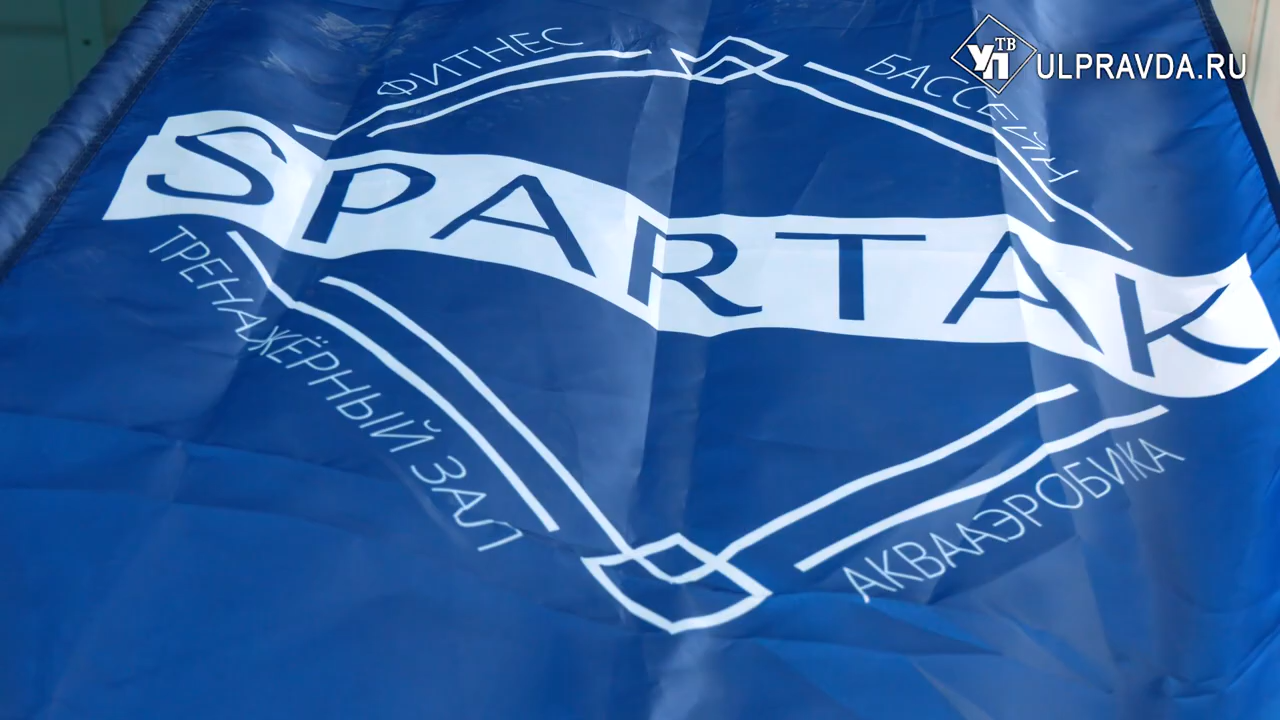 ФИТНЕС
БАССЕЙН
УП ТВ
ULPRAVDA.RU
SPARTAK
ТРЕНАЖЁРНЫЙ ЗАЛ
АКВААЭРОБИКА